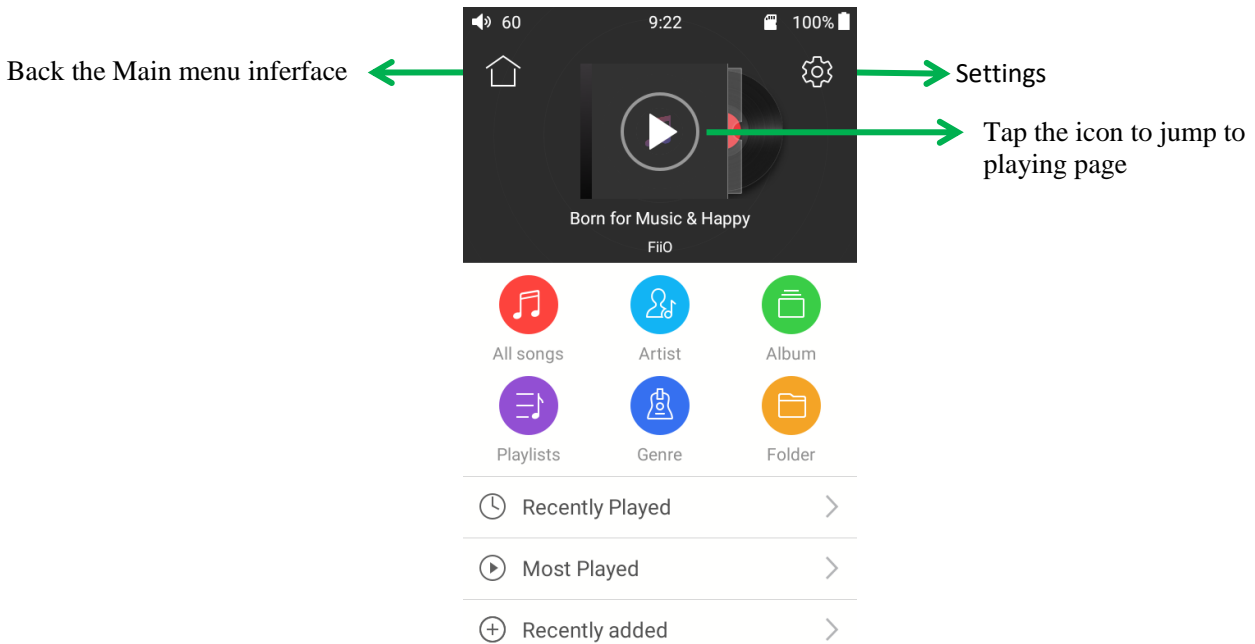 60 9:22 100%
Back the Main menu inferface
Settings
Tap the icon to jump to
playing page
Born for Music & Happy
FiiO
All songs Artist Album
Playlists Genre Folder
Recently Played
Most Played
Recently added